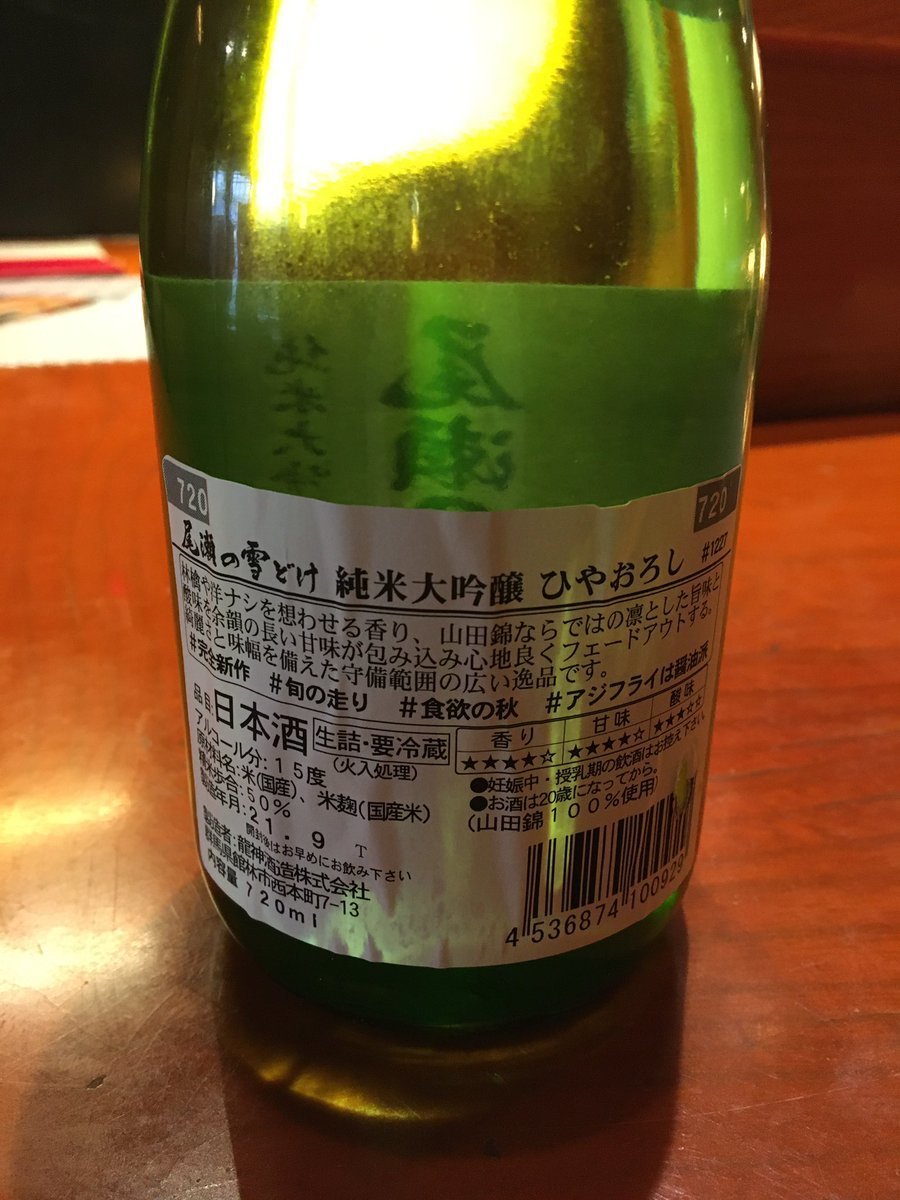 純米大吟
尾瀬の
720
720
尾瀬の雪どけ 純米大吟醸 ひやおろし #1227
林檎や洋ナシを想わせる香り、山田錦ならではの凛とした旨味と
酸味を余韻の長い甘味が包み込み心地良くフェードアウトする。
綺麗さと味幅を備えた守備範囲の広い逸品です。
#完全新作 #旬の走り #食欲の秋 #アジフライは醤油派
品目:日本酒 生詰・要冷蔵
(火入処理)
アルコール分:15度
原材料名:米(国産)、米麹(国産米)
精米歩合:50%
製造年月:21.9 T
開封後はお早めにお飲み下さい
製造者:龍神酒造株式会社
群馬県館林市西本町7-13
内容量 720ml
香り 甘味 酸味
★★★★☆ ★★★★☆ ★★★☆☆
●妊娠中・授乳期の飲酒はお控え下さい。
●お酒は20歳になってから。
(山田錦100%使用)
4 536874 100929